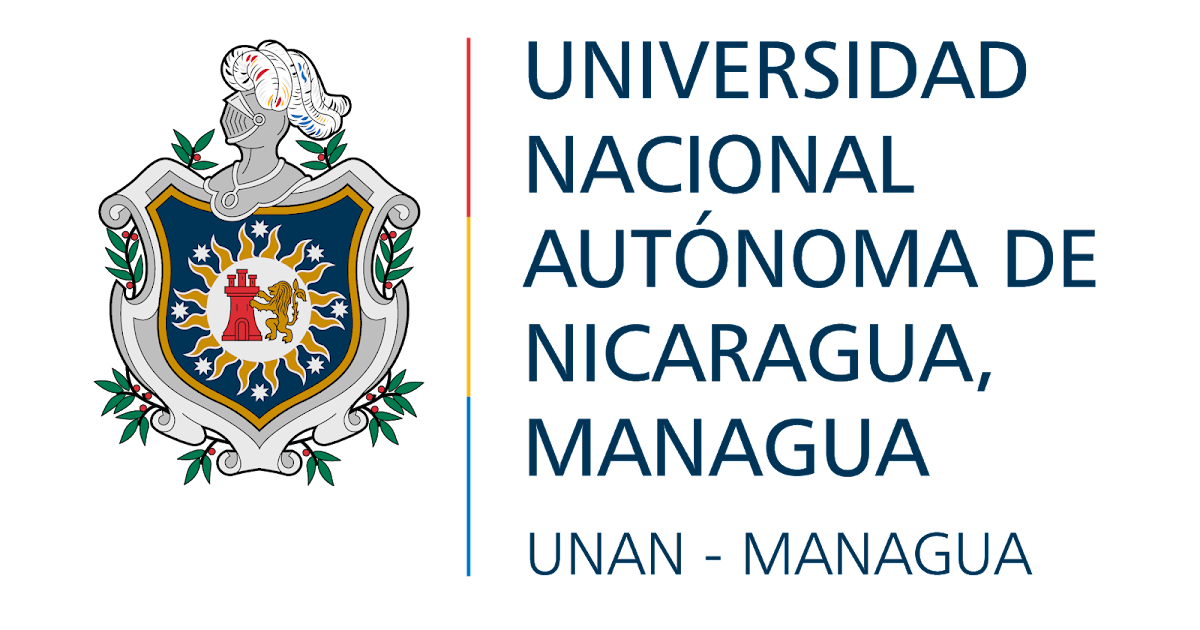 UNIVERSIDAD
NACIONAL
AUTÓNOMA DE
NICARAGUA,
MANAGUA
UNAN - MANAGUA